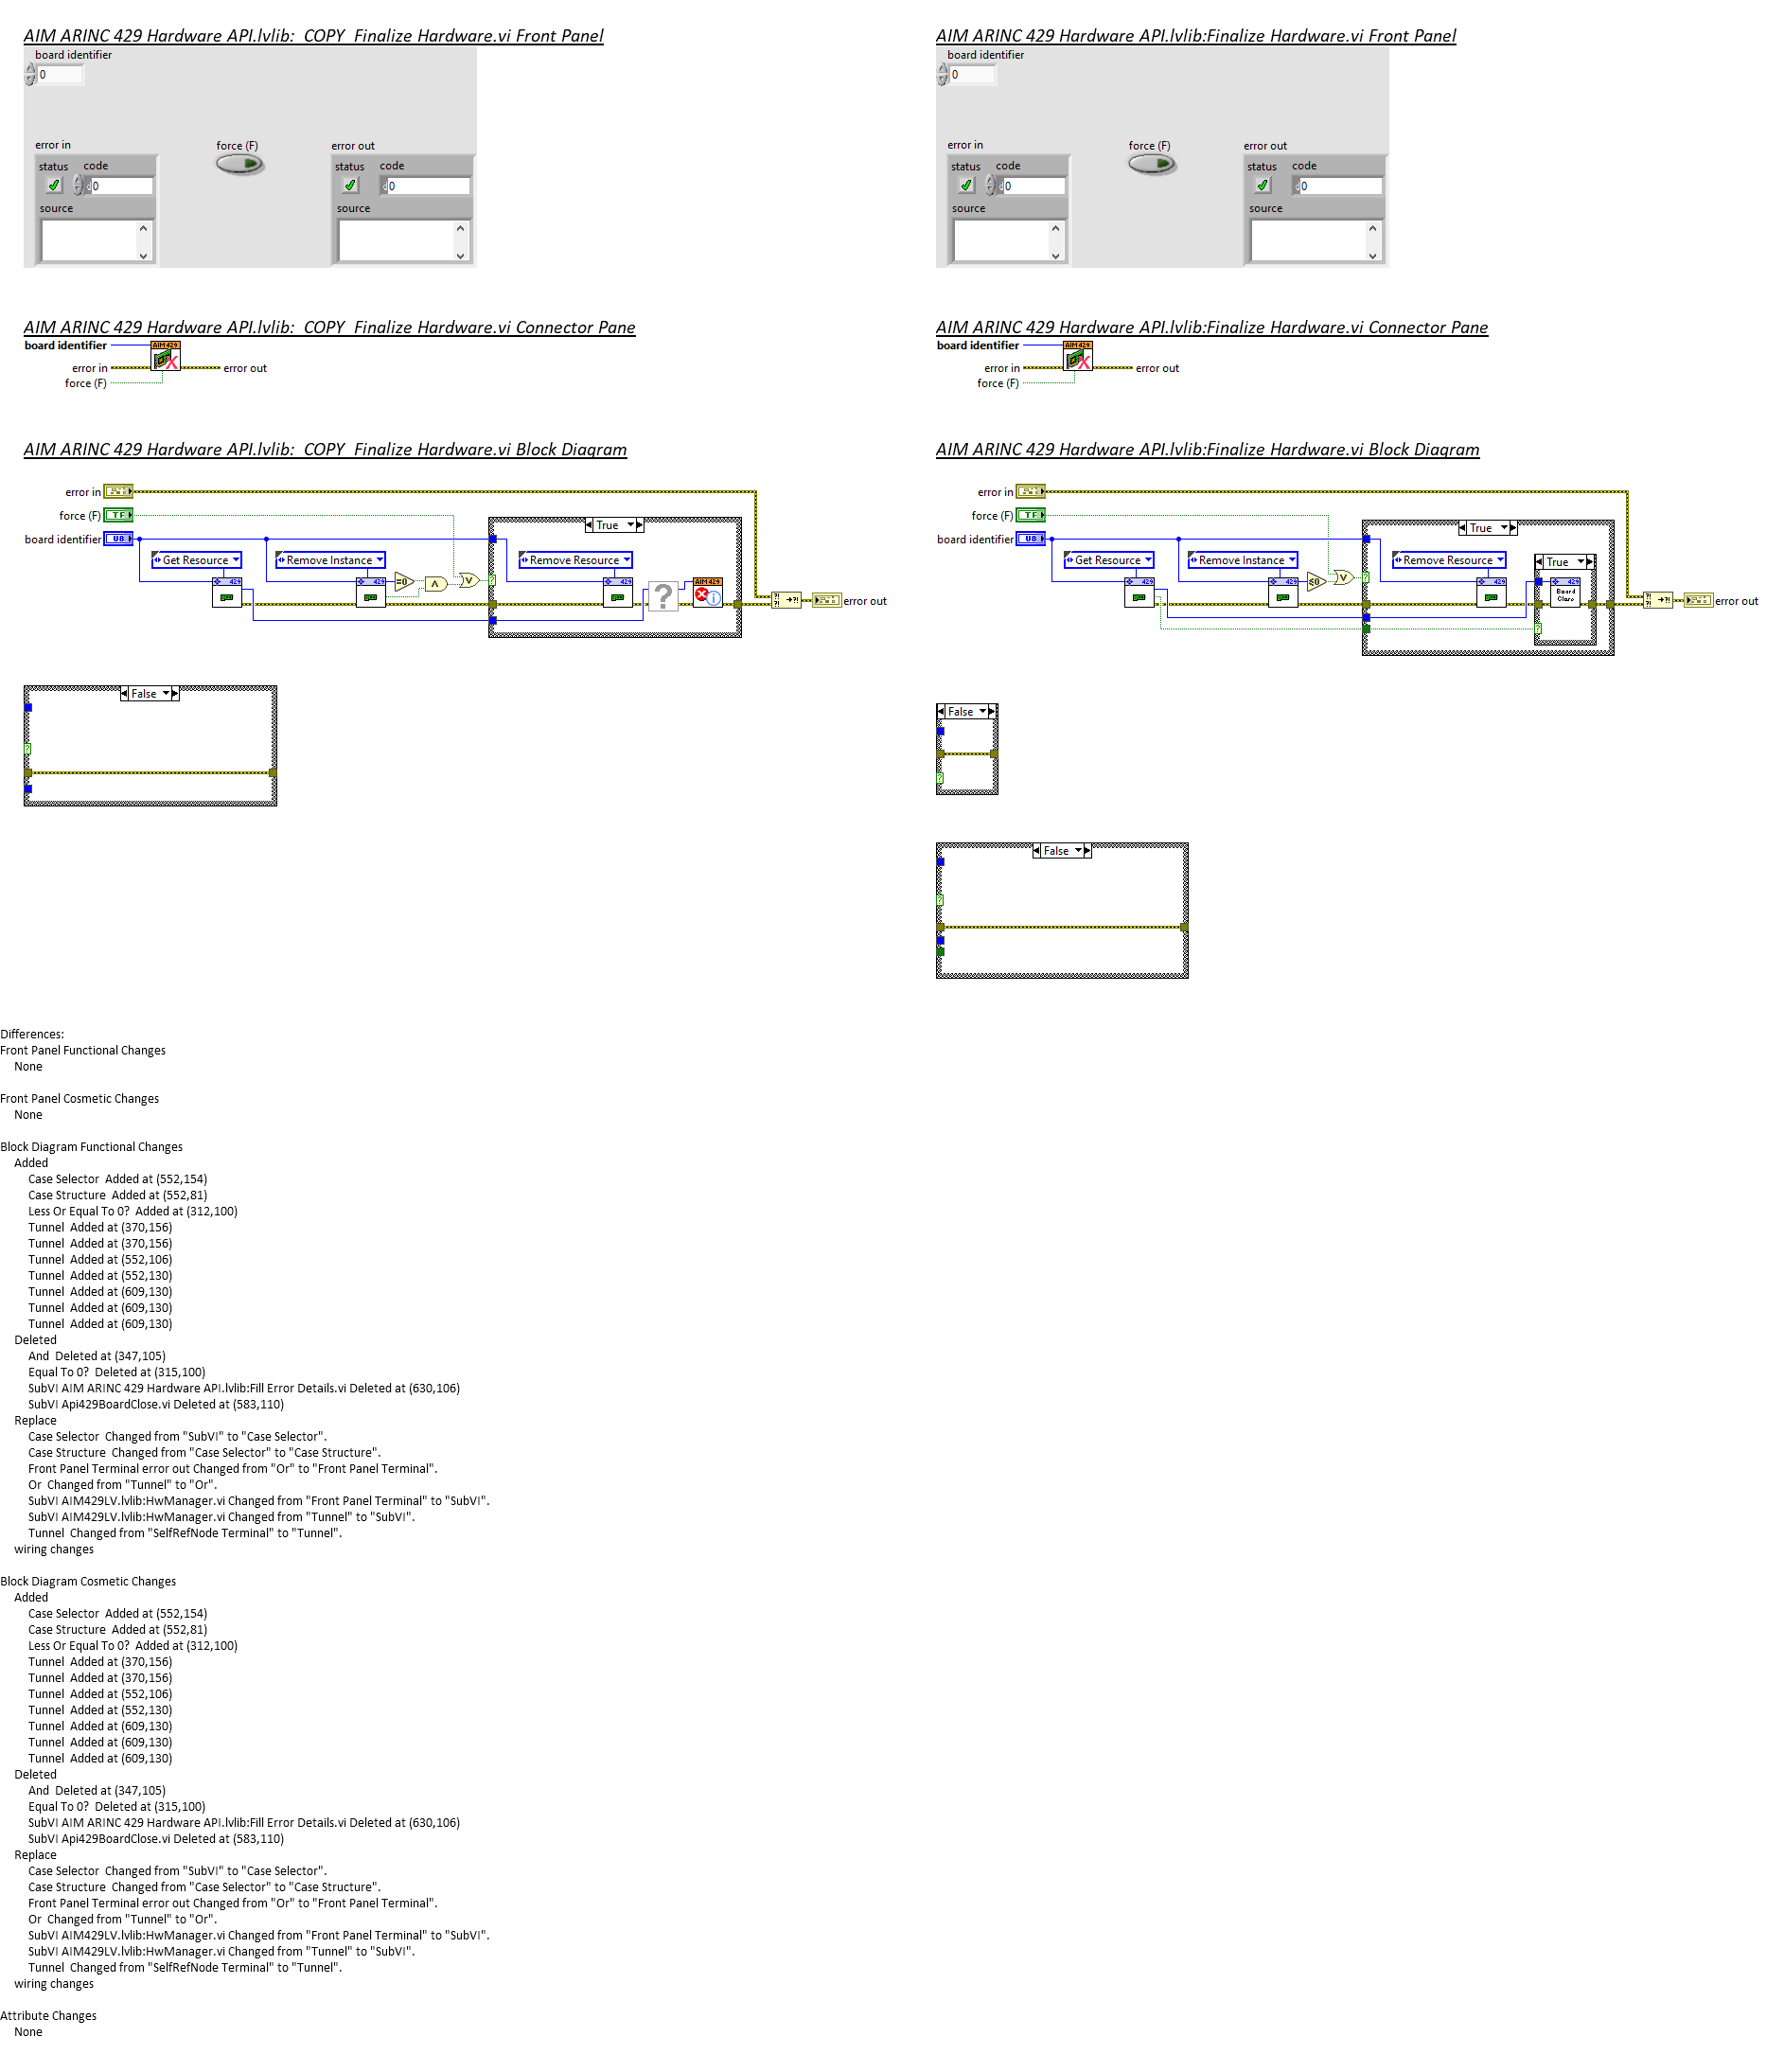 AIM ARINC 429 Hardware API.lvlib:  COPY  Finalize Hardware.vi Front Panel
board identifier
0
error in
force (F)
error out
status code
status code
0
0
source
source
AIM ARINC 429 Hardware API.lvlib:Finalize Hardware.vi Front Panel
board identifier
0
error in
force (F)
error out
status code
status code
0
0
source
source
AIM ARINC 429 Hardware API.lvlib:  COPY  Finalize Hardware.vi Connector Pane
board identifier
AIM 429
error in
error out
force (F)
AIM ARINC 429 Hardware API.lvlib:Finalize Hardware.vi Connector Pane
board identifier
AIM 429
error in
error out
force (F)
AIM ARINC 429 Hardware API.lvlib:  COPY  Finalize Hardware.vi Block Diagram
error in
force (F)
TF
True
board identifier
U8
Get Resource
Remove Instance
Remove Resource
429
429
=0
∧
∨
?
429
?
AIM 429
?! →?!
error out
False
?
AIM ARINC 429 Hardware API.lvlib:Finalize Hardware.vi Block Diagram
error in
force (F)
TF
True
board identifier
U8
Get Resource
Remove Instance
Remove Resource
True
429
429
≤0
∨
?
429
429
Board
Close
?
?! →?!
error out
False
?
False
?
Differences:
Front Panel Functional Changes
None
Front Panel Cosmetic Changes
None
Block Diagram Functional Changes
Added
Case Selector  Added at (552,154)
Case Structure  Added at (552,81)
Less Or Equal To 0?  Added at (312,100)
Tunnel  Added at (370,156)
Tunnel  Added at (370,156)
Tunnel  Added at (552,106)
Tunnel  Added at (552,130)
Tunnel  Added at (609,130)
Tunnel  Added at (609,130)
Tunnel  Added at (609,130)
Deleted
And  Deleted at (347,105)
Equal To 0?  Deleted at (315,100)
SubVI AIM ARINC 429 Hardware API.lvlib:Fill Error Details.vi Deleted at (630,106)
SubVI Api429BoardClose.vi Deleted at (583,110)
Replace
Case Selector  Changed from "SubVI" to "Case Selector".
Case Structure  Changed from "Case Selector" to "Case Structure".
Front Panel Terminal error out Changed from "Or" to "Front Panel Terminal".
Or  Changed from "Tunnel" to "Or".
SubVI AIM429LV.lvlib:HwManager.vi Changed from "Front Panel Terminal" to "SubVI".
SubVI AIM429LV.lvlib:HwManager.vi Changed from "Tunnel" to "SubVI".
Tunnel  Changed from "SelfRefNode Terminal" to "Tunnel".
wiring changes
Block Diagram Cosmetic Changes
Added
Case Selector  Added at (552,154)
Case Structure  Added at (552,81)
Less Or Equal To 0?  Added at (312,100)
Tunnel  Added at (370,156)
Tunnel  Added at (370,156)
Tunnel  Added at (552,106)
Tunnel  Added at (552,130)
Tunnel  Added at (609,130)
Tunnel  Added at (609,130)
Tunnel  Added at (609,130)
Deleted
And  Deleted at (347,105)
Equal To 0?  Deleted at (315,100)
SubVI AIM ARINC 429 Hardware API.lvlib:Fill Error Details.vi Deleted at (630,106)
SubVI Api429BoardClose.vi Deleted at (583,110)
Replace
Case Selector  Changed from "SubVI" to "Case Selector".
Case Structure  Changed from "Case Selector" to "Case Structure".
Front Panel Terminal error out Changed from "Or" to "Front Panel Terminal".
Or  Changed from "Tunnel" to "Or".
SubVI AIM429LV.lvlib:HwManager.vi Changed from "Front Panel Terminal" to "SubVI".
SubVI AIM429LV.lvlib:HwManager.vi Changed from "Tunnel" to "SubVI".
Tunnel  Changed from "SelfRefNode Terminal" to "Tunnel".
wiring changes
Attribute Changes
None